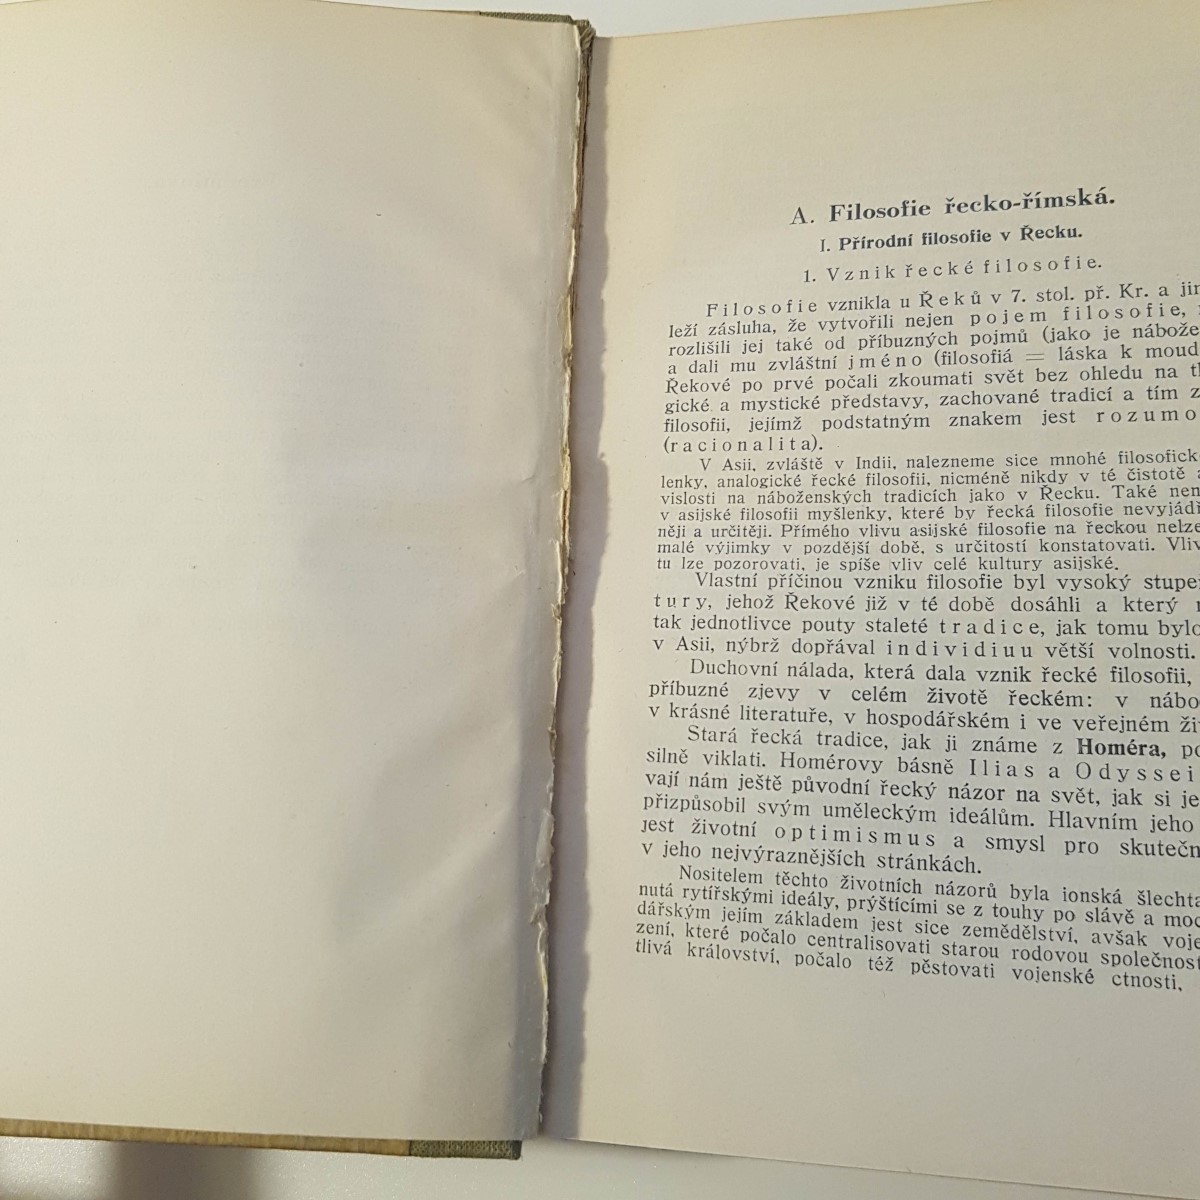 A. Filosofie řecko-římská.
I. Přírodní filosofie v Řecku.
1. Vznik řecké filosofie.
Filosofie vznikla u Řeků v 7. stol. př. Kr. a jim
leží zásluha, že vytvořili nejen pojem filosofie,
rozlišili jej také od příbuzných pojmů (jako je nábože
a dali mu zvláštní jméno (filosofiá = láska k moud
Řekové po prvé počali zkoumati svět bez ohledu na th
gické a mystické představy, zachované tradicí a tím z
filosofii, jejímž podstatným znakem jest rozumo
(racionalita).
V Asii, zvláště v Indii, nalezneme sice mnohé filosofick
lenky, analogické řecké filosofii, nicméně nikdy v té čistotě a
vislosti na náboženských tradicích jako v Řecku. Také nen
v asijské filosofii myšlenky, které by řecká filosofie nevyjádři
něji a určitěji. Přímého vlivu asijské filosofie na řeckou nelze
malé výjimky v pozdější době, s určitostí konstatovati. Vliv
tu lze pozorovati, je spíše vliv celé kultury asijské.
Vlastní příčinou vzniku filosofie byl vysoký stupeň
tury, jehož Řekové již v té době dosáhli a který n
tak jednotlivce pouty staleté tradice, jak tomu bylo
v Asii, nýbrž dopřával individiuu větší volnosti.
Duchovní nálada, která dala vznik řecké filosofii,
příbuzné zjevy v celém životě řeckém: v nábo
v krásné literatuře, v hospodářském i ve veřejném živ
Stará řecká tradice, jak ji známe z Homéra, po
silně viklati. Homérovy básně Ilias a Odyssei
vají nám ještě původní řecký názor na svět, jak si je
přizpůsobil svým uměleckým ideálům. Hlavním jeho
jest životní optimismus a smysl pro skutečn
v jeho nejvýraznějších stránkách.
Nositelem těchto životních názorů byla ionská šlechta
nutá rytířskými ideály, prýštícími se z touhy po slávě a moc
dářským jejím základem jest sice zemědělství, avšak voje
zení, které počalo centralisovati starou rodovou společnost
tlivá království, počalo též pěstovati vojenské ctnosti,